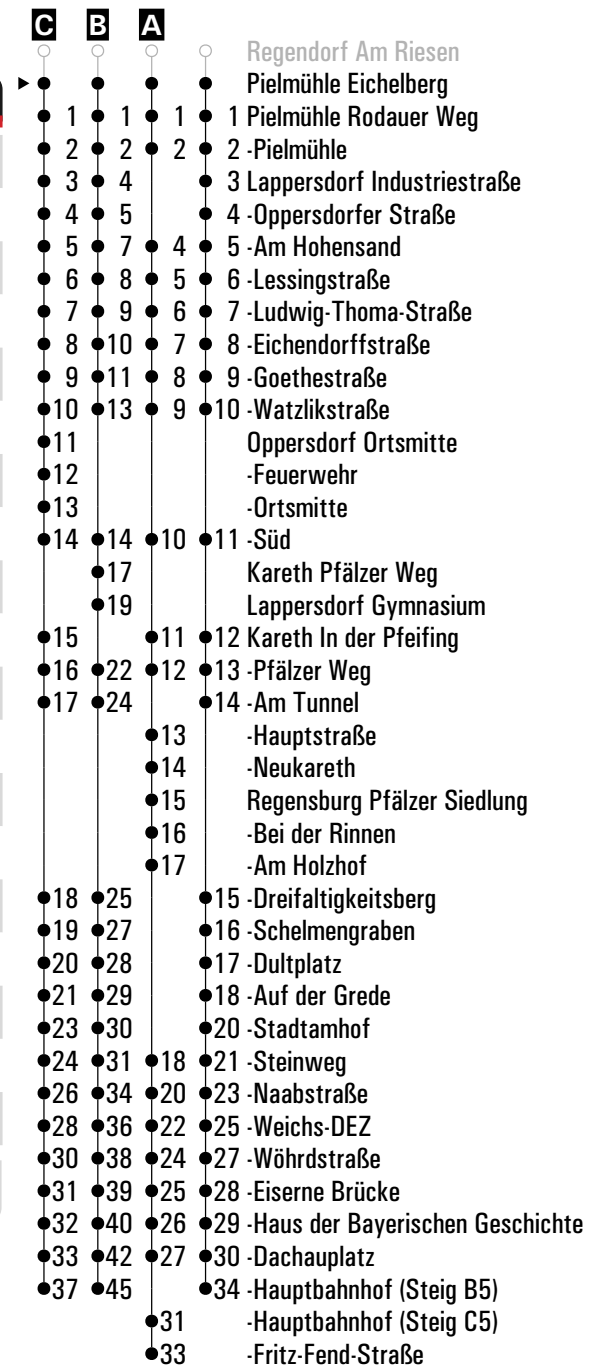 C B A
Regendorf Am Riesen
Pielmühle Eichelberg
1 1 1 1 Pielmühle Rodauer Weg
2 2 2 2 -Pielmühle
3 4 3 Lappersdorf Industriestraße
4 5 4 -Oppersdorfer Straße
5 7 4 5 -Am Hohensand
6 8 5 6 -Lessingstraße
7 9 6 7 -Ludwig-Thoma-Straße
8 10 7 8 -Eichendorffstraße
9 11 8 9 -Goethestraße
10 13 9 10 -Watzlikstraße
11 Oppersdorf Ortsmitte
12 -Feuerwehr
13 -Ortsmitte
14 14 10 11 -Süd
17 Kareth Pfälzer Weg
19 Lappersdorf Gymnasium
15 11 12 Kareth In der Pfeifing
16 22 12 13 -Pfälzer Weg
17 24 14 -Am Tunnel
13 -Hauptstraße
14 -Neukareth
15 Regensburg Pfälzer Siedlung
16 -Bei der Rinnen
17 -Am Holzhof
18 25 15 -Dreifaltigkeitsberg
19 27 16 -Schelmengraben
20 28 17 -Dultplatz
21 29 18 -Auf der Grede
23 30 20 -Stadtamhof
24 31 18 21 -Steinweg
26 34 20 23 -Naabstraße
28 36 22 25 -Weichs-DEZ
30 38 24 27 -Wöhrdstraße
31 39 25 28 -Eiserne Brücke
32 40 26 29 -Haus der Bayerischen Geschichte
33 42 27 30 -Dachauplatz
37 45 34 -Hauptbahnhof (Steig B5)
31 -Hauptbahnhof (Steig C5)
33 -Fritz-Fend-Straße